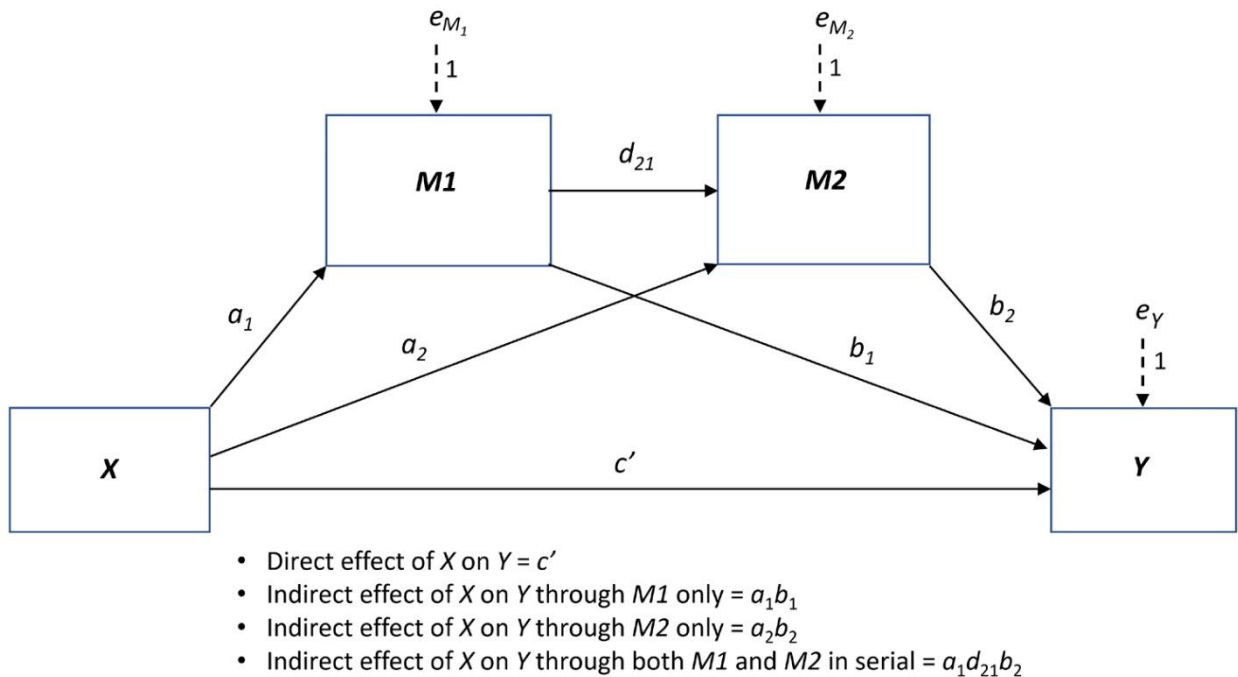 e_{M_1}
e_{M_2}
1
1
M1
d_{21}
M2
a_1
a_2
b_1
b_2
e_Y
1
X
c'
Y
• Direct effect of X on Y = c'
• Indirect effect of X on Y through M1 only = a_1b_1
• Indirect effect of X on Y through M2 only = a_2b_2
• Indirect effect of X on Y through both M1 and M2 in serial = a_1d_{21}b_2